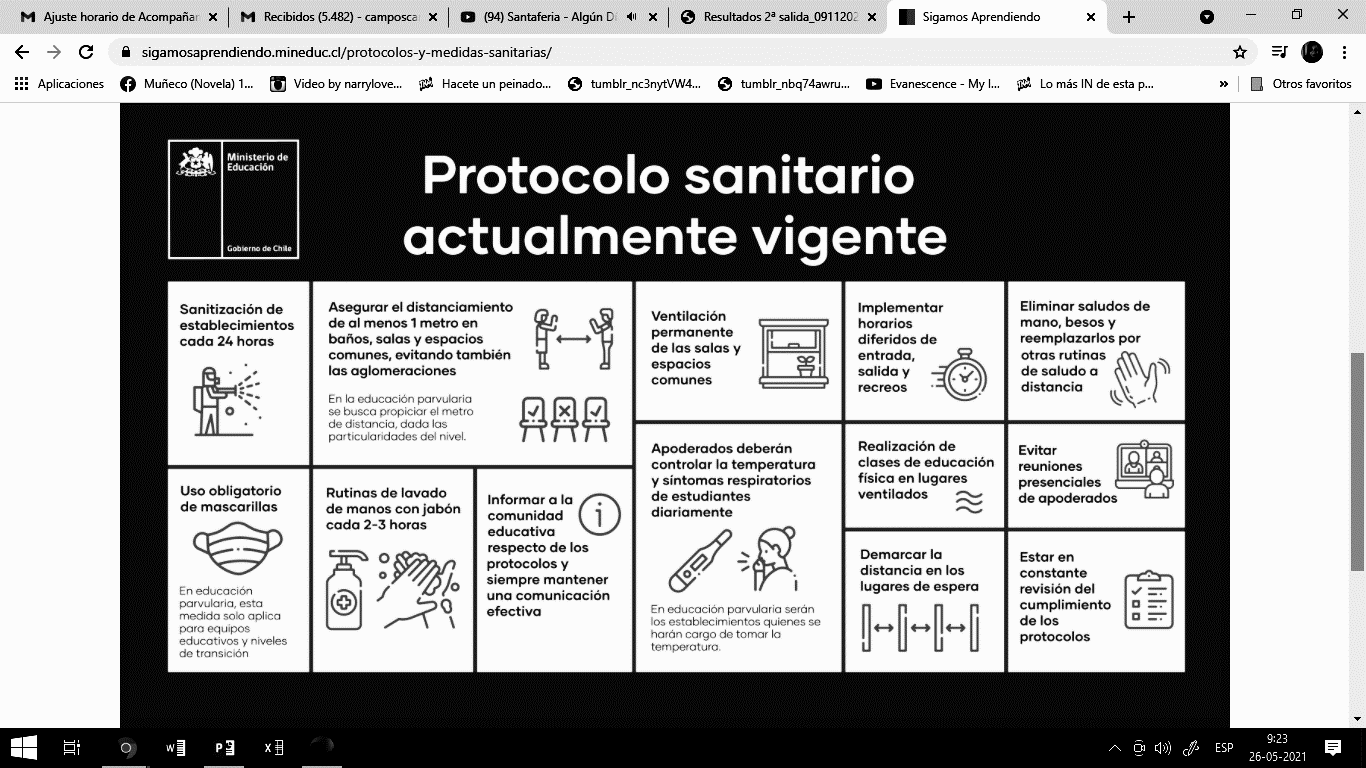 Ajuste horario de Acompañar
Recibidos (5.482) - camposca
(94) Santaferia - Algún Di
Resultados 2ª salida_0911202
Sigamos Aprendiendo
sigamosaprendiendo.mineduc.cl/protocolos-y-medidas-sanitarias/
Aplicaciones
Muñeco (Novela) 1...
Video by narrylove...
Hacete un peinado...
tumblr_nc3nytVW4...
tumblr_nbq74awru...
Evanescence - My I...
Lo más IN de esta p...
»
Otros favoritos
Ministerio de
Educación
Gobierno de Chile
Protocolo sanitario
actualmente vigente
Sanitización de
establecimientos
cada 24 horas
Asegurar el distanciamiento
de al menos 1 metro en
baños, salas y espacios
comunes, evitando también
las aglomeraciones
En la educación parvularia
se busca propiciar el metro
de distancia, dada las
particularidades del nivel.
Ventilación
permanente
de las salas y
espacios
comunes
Implementar
horarios
diferidos de
entrada,
salida y
recreos
Eliminar saludos de
mano, besos y
reemplazarlos por
otras rutinas
de saludo a
distancia
Uso obligatorio
de mascarillas
En educación
parvularia, esta
medida solo aplica
para equipos
educativos y niveles
de transición
Rutinas de lavado
de manos con jabón
cada 2-3 horas
Informar a la
comunidad
educativa
respecto de los
protocolos y
siempre mantener
una comunicación
efectiva
Apoderados deberán
controlar la temperatura
y síntomas respiratorios
de estudiantes
diariamente
En educación parvularia serán
los establecimientos quienes se
harán cargo de tomar la
temperatura.
Realización de
clases de educación
física en lugares
ventilados
Evitar
reuniones
presenciales
de apoderados
Demarcar la
distancia en los
lugares de espera
Estar en
constante
revisión del
cumplimiento
de los
protocolos
ESP
9:23
26-05-2021